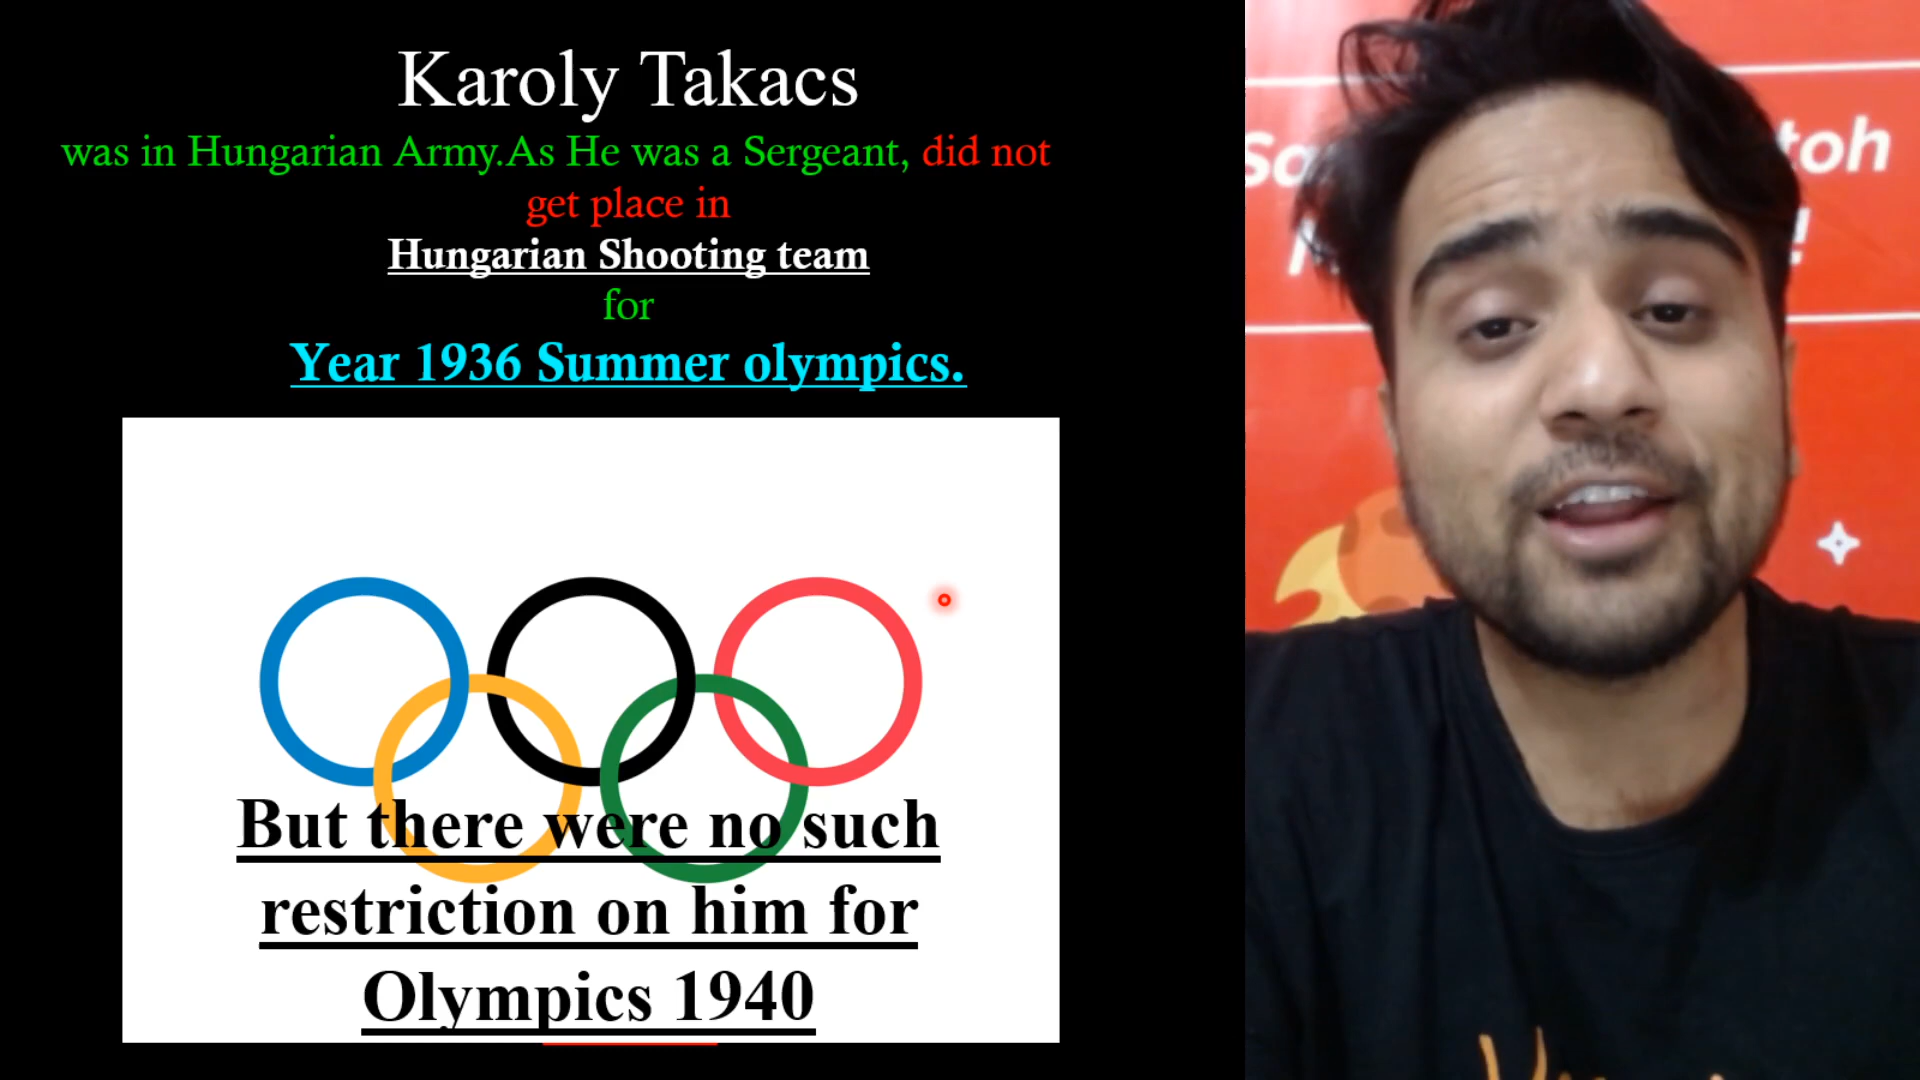 Karoly Takacs
was in Hungarian Army.As He was a Sergeant, did not
get place in
Hungarian Shooting team
for
Year 1936 Summer olympics.
But there were no such
restriction on him for
Olympics 1940
toh
!